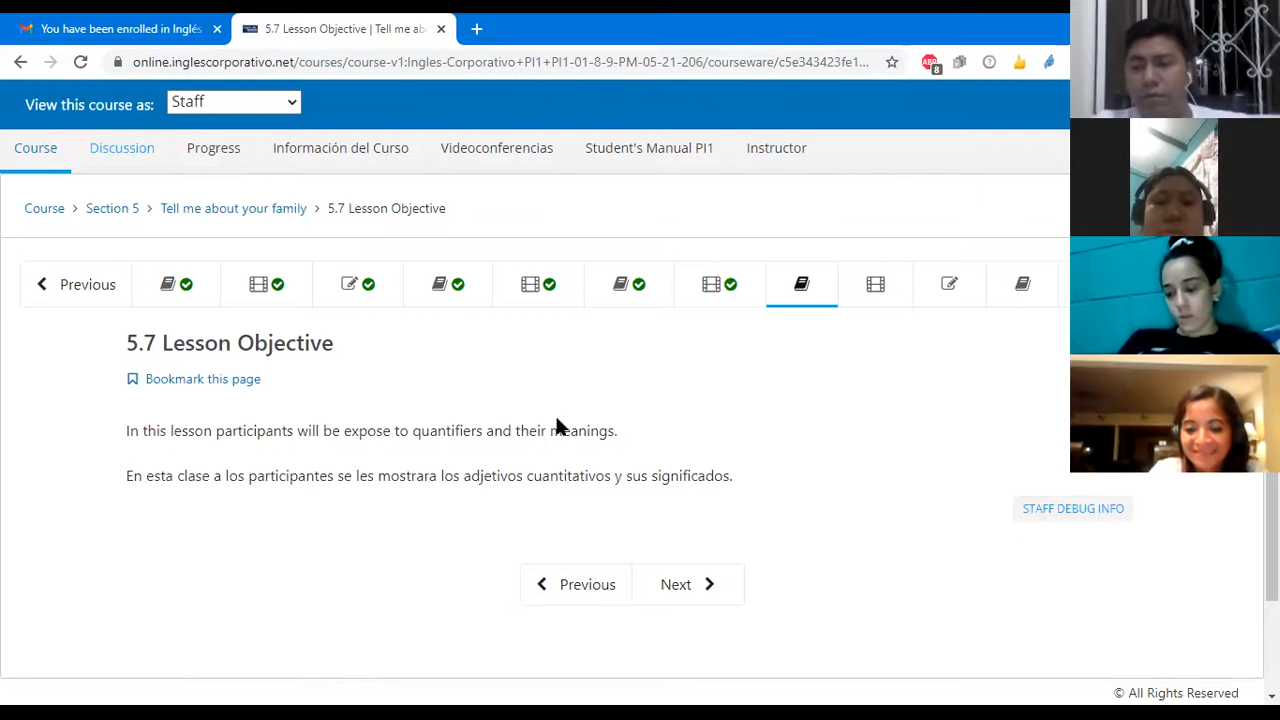 You have been enrolled in Inglés
5.7 Lesson Objective | Tell me abo
online.inglescorporativo.net/courses/course-v1:Ingles-Corporativo+PI1+PI1-01-8-9-PM-05-21-206/courseware/c5e343423fe1...
ABP
8
View this course as:
Staff
Course
Discussion
Progress
Información del Curso
Videoconferencias
Student's Manual PI1
Instructor
Course > Section 5 > Tell me about your family > 5.7 Lesson Objective
Previous
5.7 Lesson Objective
Bookmark this page
In this lesson participants will be expose to quantifiers and their meanings.
En esta clase a los participantes se les mostrara los adjetivos cuantitativos y sus significados.
STAFF DEBUG INFO
Previous
Next
© All Rights Reserved